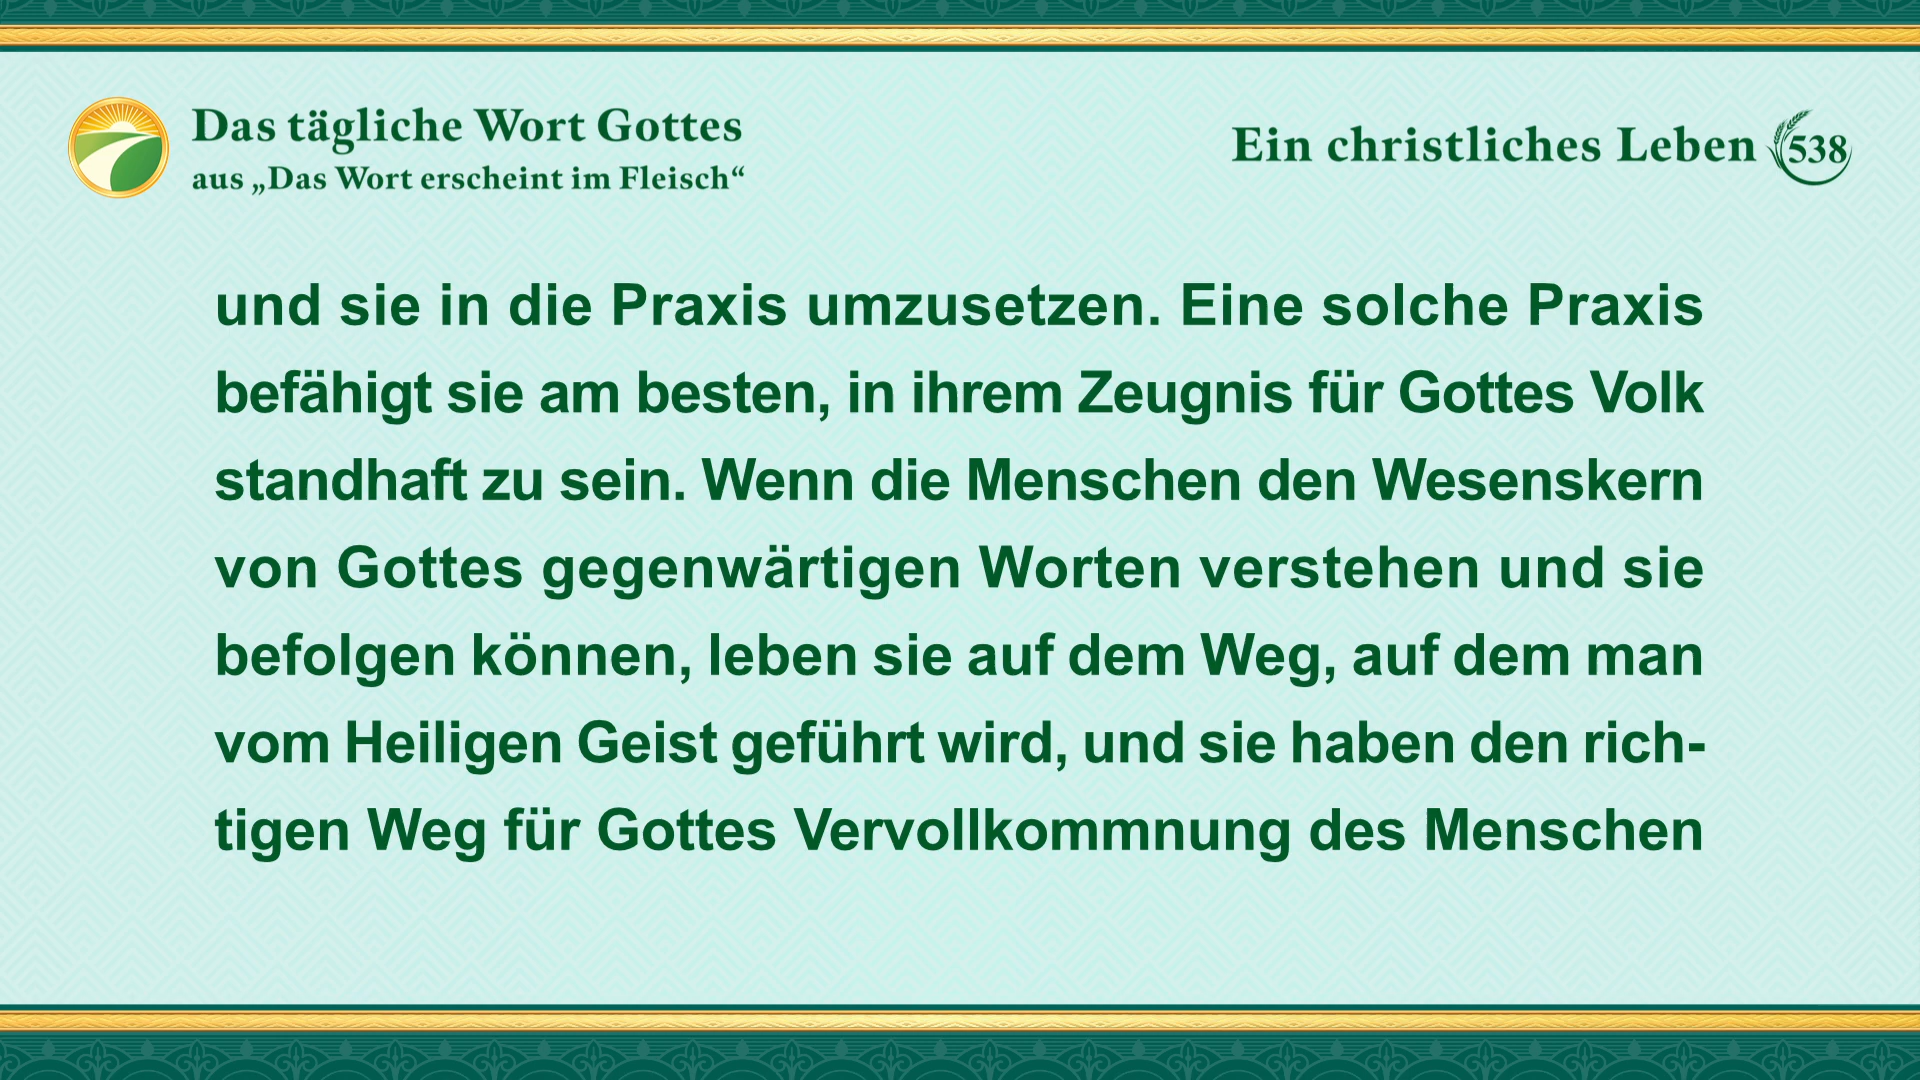 Das tägliche Wort Gottes
aus „Das Wort erscheint im Fleisch“
Ein christliches Leben 538
und sie in die Praxis umzusetzen. Eine solche Praxis
befähigt sie am besten, in ihrem Zeugnis für Gottes Volk
standhaft zu sein. Wenn die Menschen den Wesenskern
von Gottes gegenwärtigen Worten verstehen und sie
befolgen können, leben sie auf dem Weg, auf dem man
vom Heiligen Geist geführt wird, und sie haben den rich-
tigen Weg für Gottes Vervollkommnung des Menschen